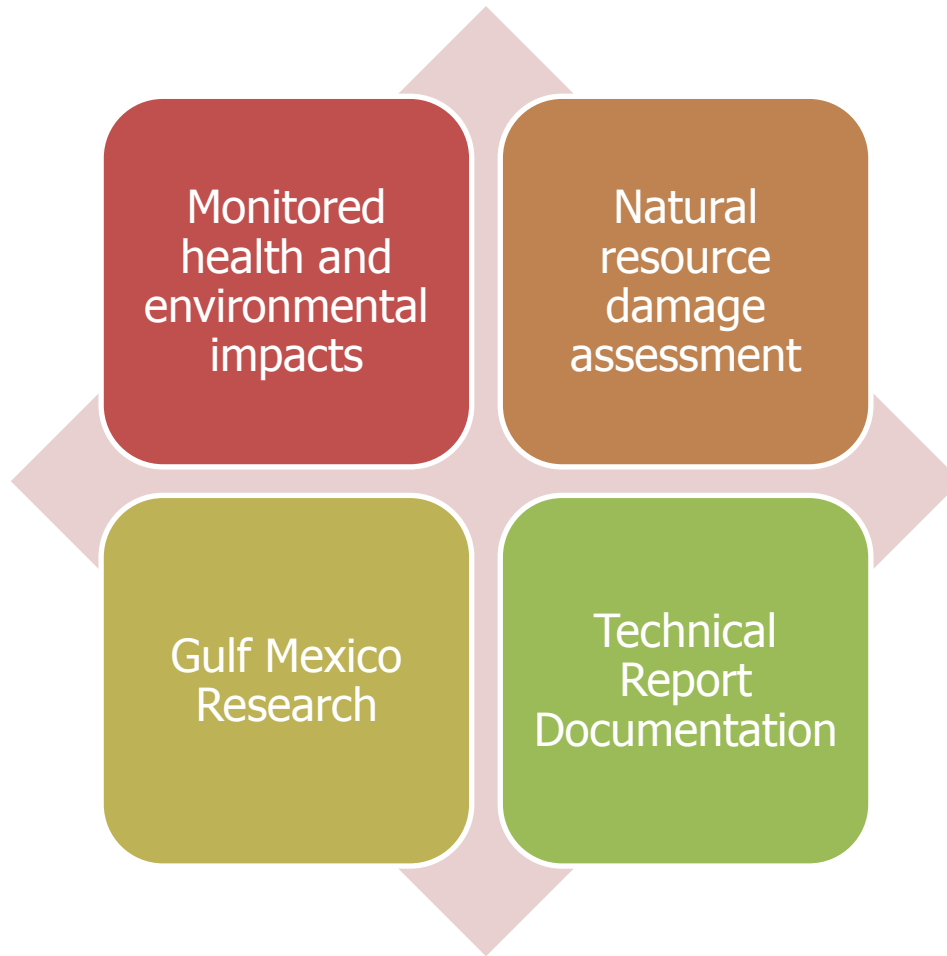 Monitored
health and
environmental
impacts
Natural
resource
damage
assessment
Gulf Mexico
Research
Technical
Report
Documentation